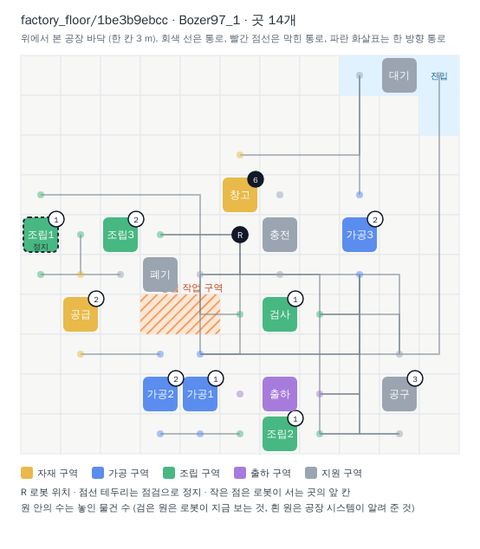 factory_floor/1be3b9ebcc · Bozer97_1 · 곳 14개
위에서 본 공장 바닥 (한 칸 3 m). 회색 선은 통로, 빨간 점선은 막힌 통로, 파란 화살표는 한 방향 통로
대기
6
창고
1
조립1
정지
2
조립3
R
충전
2
가공3
폐기
작업 구역
2
공급
1
검사
2
가공2
1
가공1
출하
3
공구
1
조립2
자재 구역
가공 구역
조립 구역
출하 구역
지원 구역
R 로봇 위치 · 점선 테두리는 점검으로 정지 · 작은 점은 로봇이 서는 곳의 앞 칸
원 안의 수는 놓인 물건 수 (검은 원은 로봇이 지금 보는 것, 흰 원은 공장 시스템이 알려 준 것)